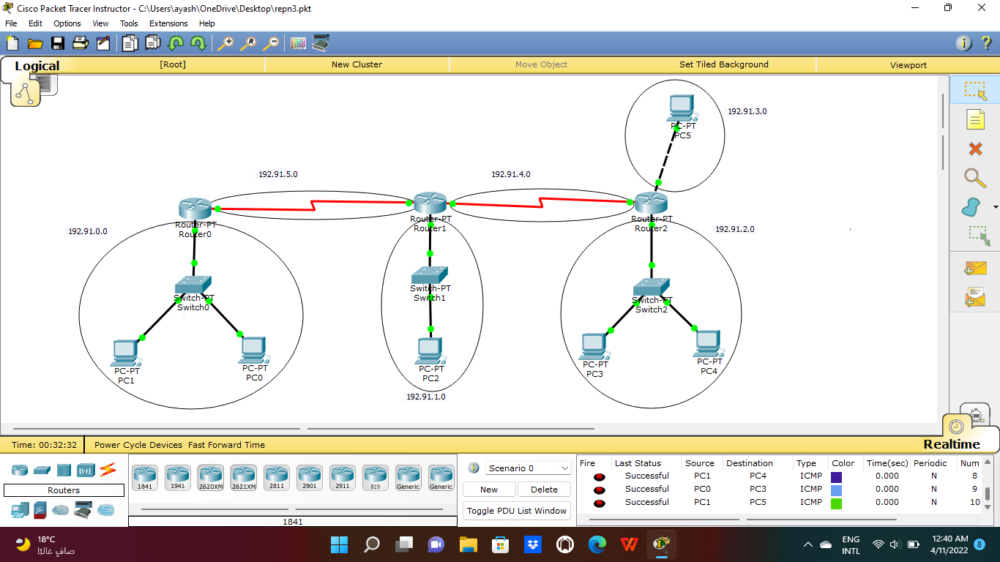 Cisco Packet Tracer Instructor - C:\Users\ayash\OneDrive\Desktop\repn3.pkt
File Edit Options View Tools Extensions Help
Logical [Root] New Cluster Move Object Set Tiled Background Viewport
192.91.3.0
PC-PT
PC5
192.91.5.0
192.91.4.0
Router-PT
Router0
Router-PT
Router1
Router-PT
Router2
192.91.0.0
192.91.2.0
Switch-PT
Switch0
Switch-PT
Switch1
Switch-PT
Switch2
PC-PT
PC1
PC-PT
PC0
PC-PT
PC2
PC-PT
PC3
PC-PT
PC4
192.91.1.0
Time: 00:32:32 Power Cycle Devices Fast Forward Time Realtime
Routers
1841 1941 2620XM 2621XM 2811 2901 2911 819 Generic Generic
1841
Scenario 0
New Delete
Toggle PDU List Window
Fire Last Status Source Destination Type Color Time(sec) Periodic Num
Successful PC1 PC4 ICMP 0.000 N 8
Successful PC0 PC3 ICMP 0.000 N 9
Successful PC1 PC5 ICMP 0.000 N 10
18°C
صافٍ غالبًا
ENG
INTL
12:40 AM
4/11/2022
8